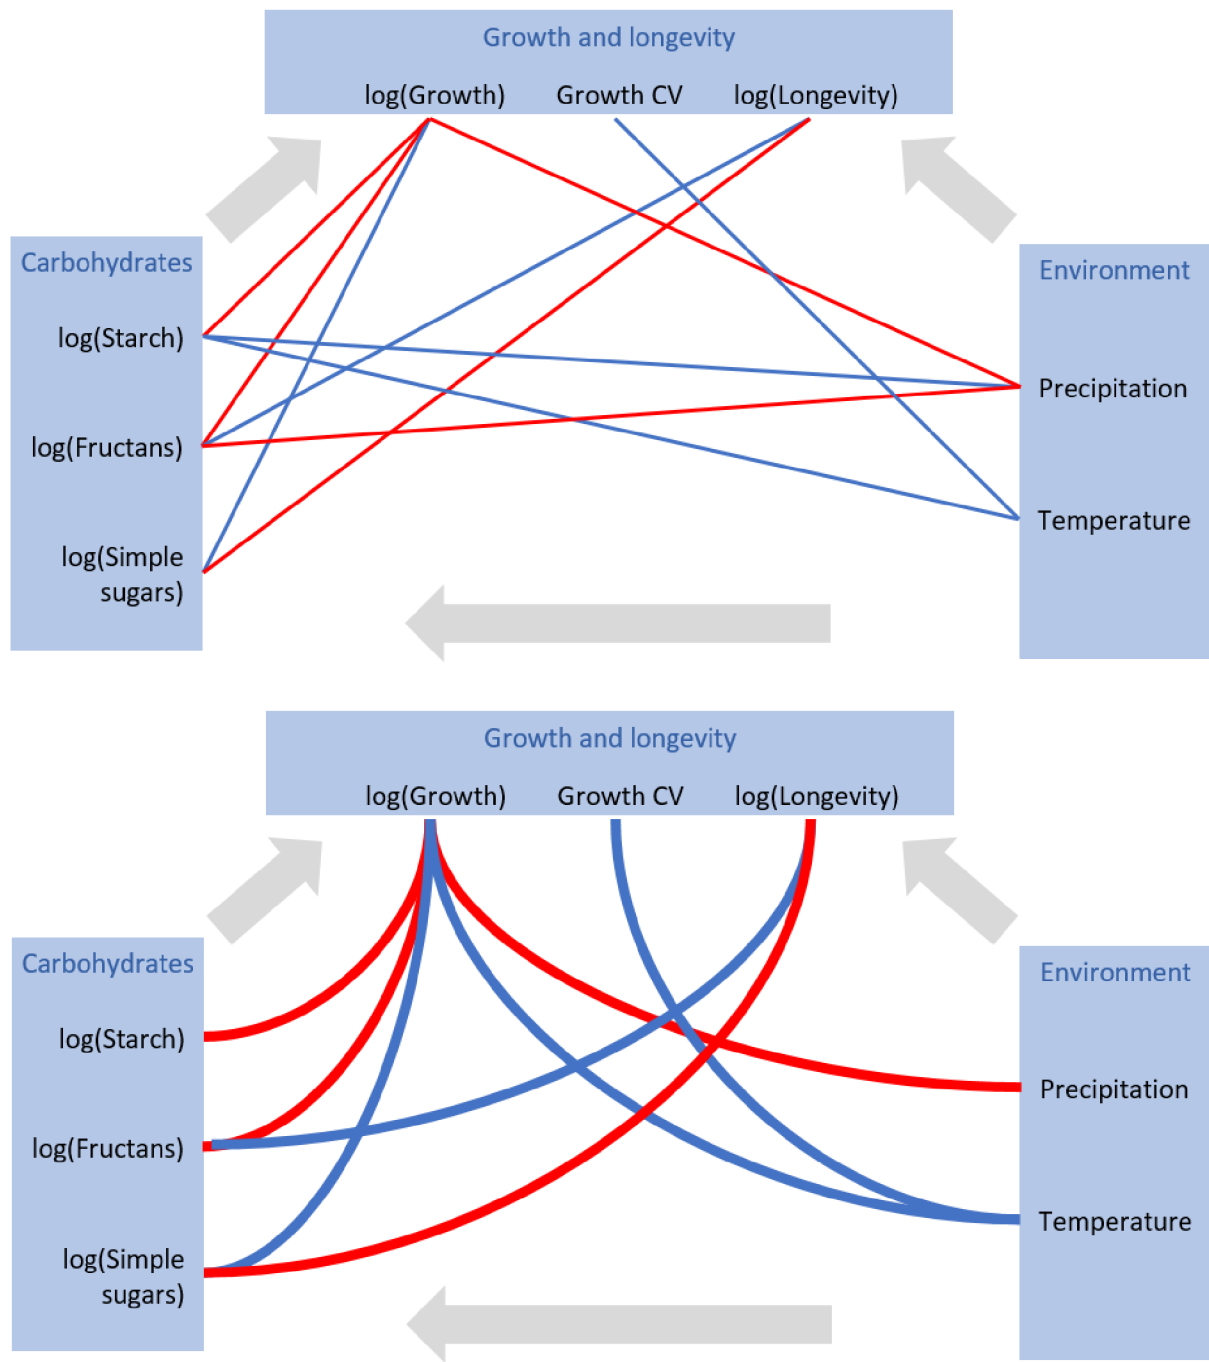 Growth and longevity
log(Growth) Growth CV log(Longevity)
Carbohydrates
log(Starch)
log(Fructans)
log(Simple
sugars)
Environment
Precipitation
Temperature
Growth and longevity
log(Growth) Growth CV log(Longevity)
Carbohydrates
log(Starch)
log(Fructans)
log(Simple
sugars)
Environment
Precipitation
Temperature